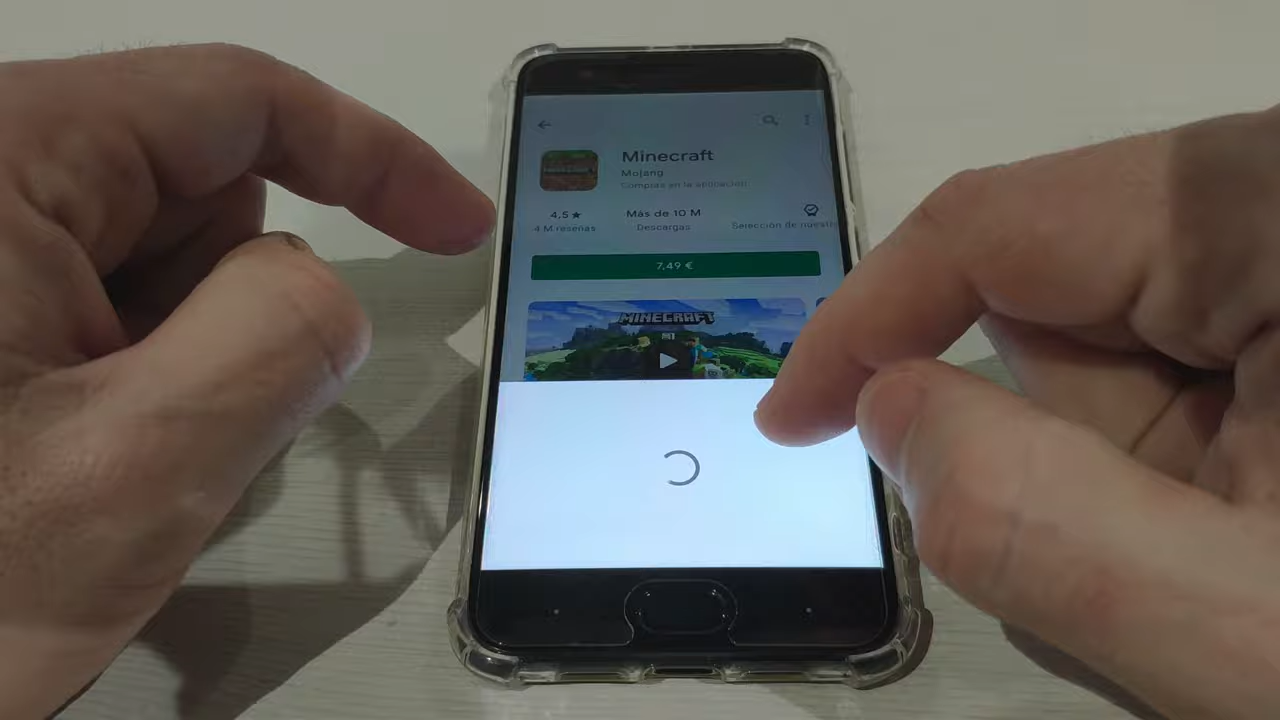 Minecraft
Mojang
Compras en la aplicación
4,5★
4 M reseñas
Más de 10 M
Descargas
Selección de nuestr
7,49 €
MINECRAFT